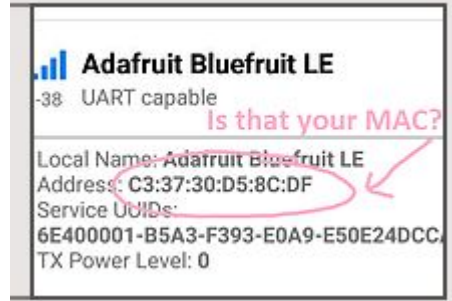 Adafruit Bluefruit LE
-38 UART capable
Is that your MAC?
Local Name: Adafruit Bluefruit LE
Address: C3:37:30:D5:8C:DF
Service UUIDs:
6E400001-B5A3-F393-E0A9-E50E24DCCA
TX Power Level: 0